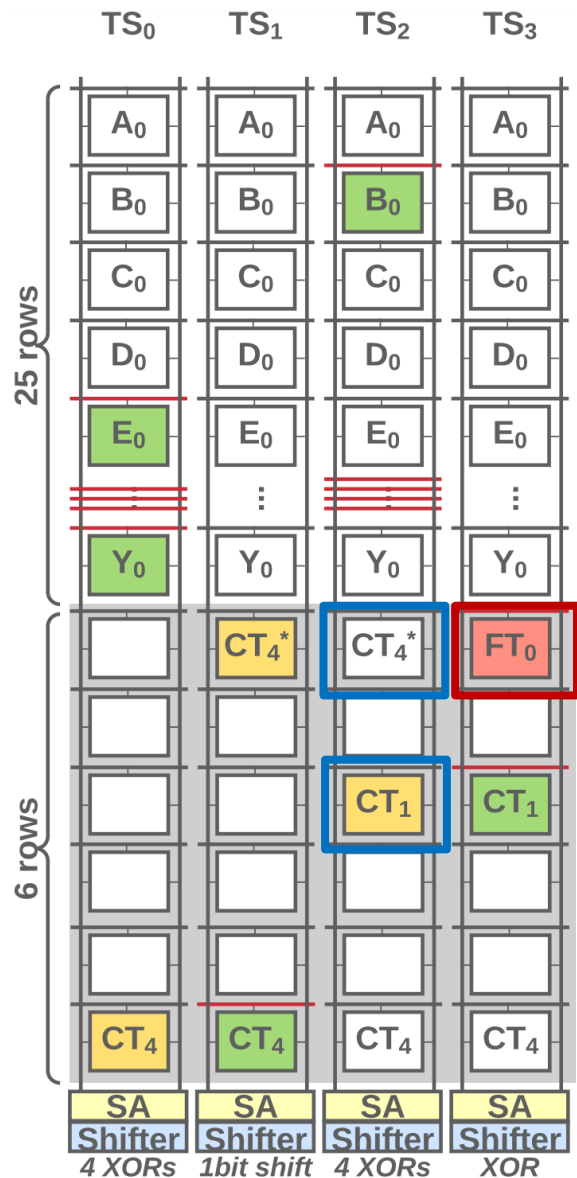 TS₀ TS₁ TS₂ TS₃
25 rows
A₀ A₀ A₀ A₀
B₀ B₀ B₀ B₀
C₀ C₀ C₀ C₀
D₀ D₀ D₀ D₀
E₀ E₀ E₀ E₀
⋮ ⋮ ⋮ ⋮
Y₀ Y₀ Y₀ Y₀
6 rows
CT₄* CT₄* FT₀
CT₁ CT₁
CT₄ CT₄ CT₄ CT₄
SA SA SA SA
Shifter Shifter Shifter Shifter
4 XORs 1bit shift 4 XORs XOR